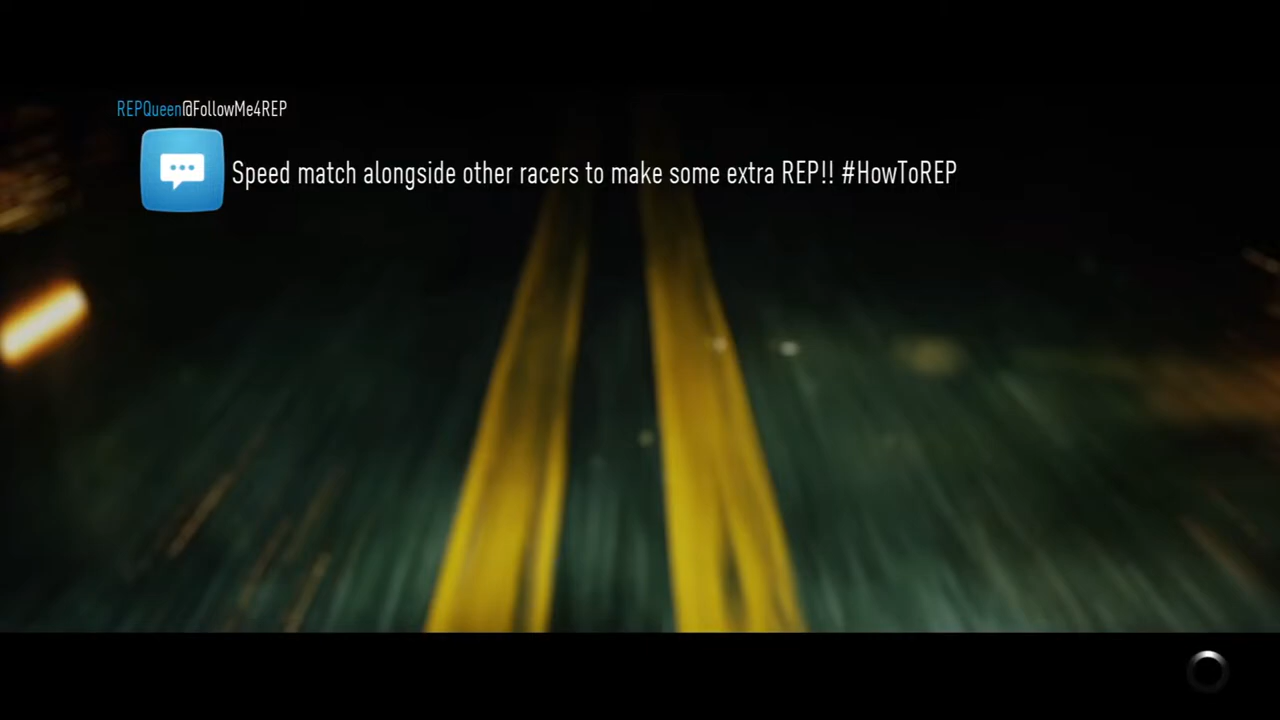 REPQueen@FollowMe4REP
Speed match alongside other racers to make some extra REP!! #HowToREP